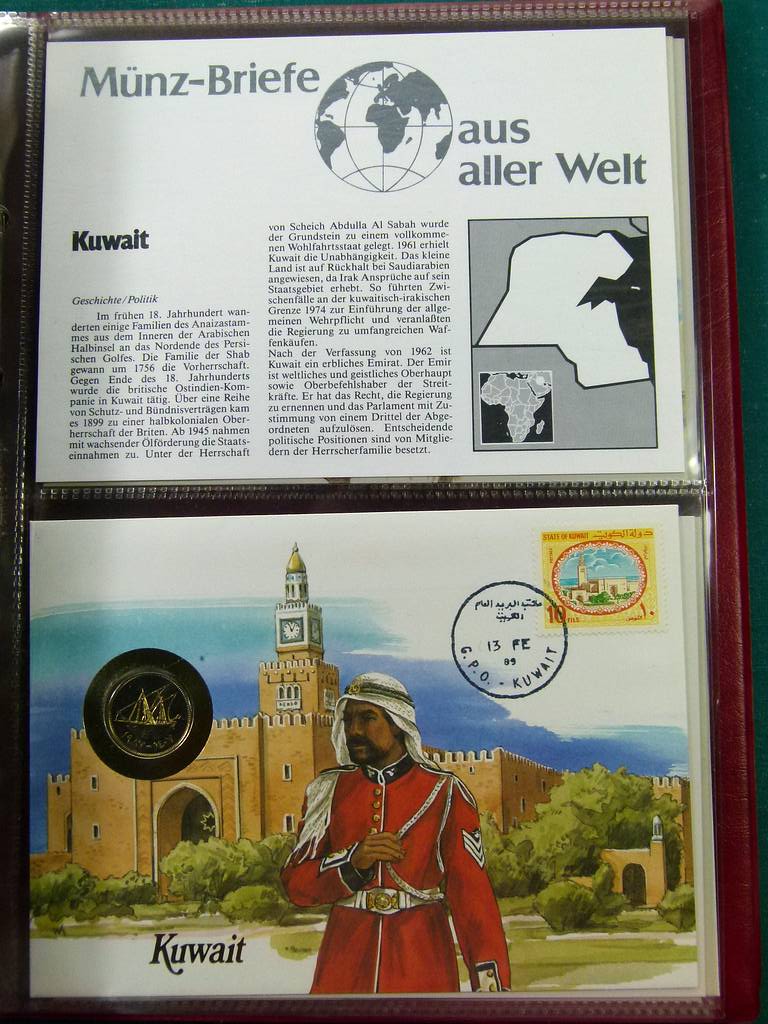 Münz-Briefe
aus
aller Welt
Kuwait
Geschichte/Politik
Im frühen 18. Jahrhundert wan-
derten einige Familien des Anaizastam-
mes aus dem Inneren der Arabischen
Halbinsel an das Nordende des Persi-
schen Golfes. Die Familie der Shab
gewann um 1756 die Vorherrschaft.
Gegen Ende des 18. Jahrhunderts
wurde die britische Ostindien-Kom-
panie in Kuwait tätig. Über eine Reihe
von Schutz- und Bündnisverträgen kam
es 1899 zu einer halbkolonialen Ober-
herrschaft der Briten. Ab 1945 nahmen
mit wachsender Ölförderung die Staats-
einnahmen zu. Unter der Herrschaft
von Scheich Abdulla Al Sabah wurde
der Grundstein zu einem vollkomme-
nen Wohlfahrtsstaat gelegt. 1961 erhielt
Kuwait die Unabhängigkeit. Das kleine
Land ist auf Rückhalt bei Saudiarabien
angewiesen, da Irak Ansprüche auf sein
Staatsgebiet erhebt. So führten Zwi-
schenfälle an der kuwaitisch-irakischen
Grenze 1974 zur Einführung der allge-
meinen Wehrpflicht und veranlaßten
die Regierung zu umfangreichen Waf-
fenkäufen.
Nach der Verfassung von 1962 ist
Kuwait ein erbliches Emirat. Der Emir
ist weltliches und geistliches Oberhaupt
sowie Oberbefehlshaber der Streit-
kräfte. Er hat das Recht, die Regierung
zu ernennen und das Parlament mit Zu-
stimmung von einem Drittel der Abge-
ordneten aufzulösen. Entscheidende
politische Positionen sind von Mitglie-
dern der Herrscherfamilie besetzt.
STATE OF KUWAIT دولة الكويت
10 FILS فلوس ١٠
مكتب البريد العام
الكويت
13 FE
89
G.P.O. - KUWAIT
Kuwait